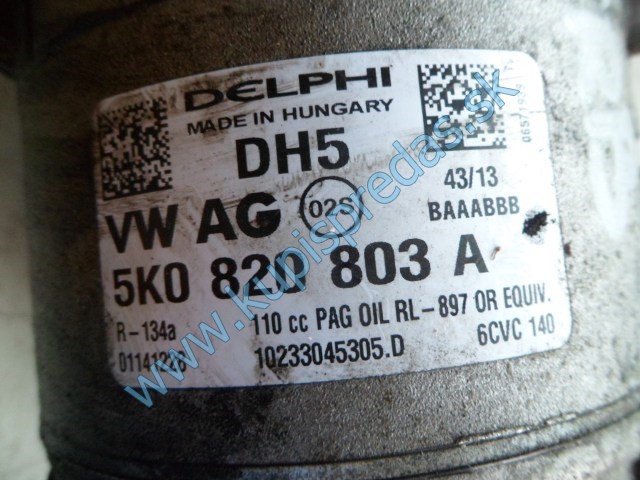 DELPHI
MADE IN HUNGARY
DH5
VW AG 02S
43/13
BAAABBB
5K0 820 803 A
R-134a 110 cc PAG OIL RL-897 OR EQUIV.
10233045305.D 6CVC 140
www.kupispredas.sk